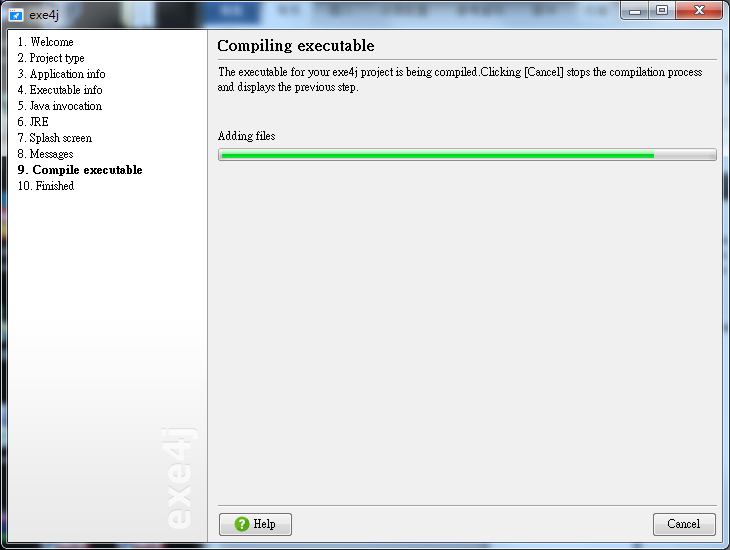 exe4j
1. Welcome
2. Project type
3. Application info
4. Executable info
5. Java invocation
6. JRE
7. Splash screen
8. Messages
9. Compile executable
10. Finished
exe4j
Compiling executable
The executable for your exe4j project is being compiled.Clicking [Cancel] stops the compilation process
and displays the previous step.
Adding files
Help
Cancel